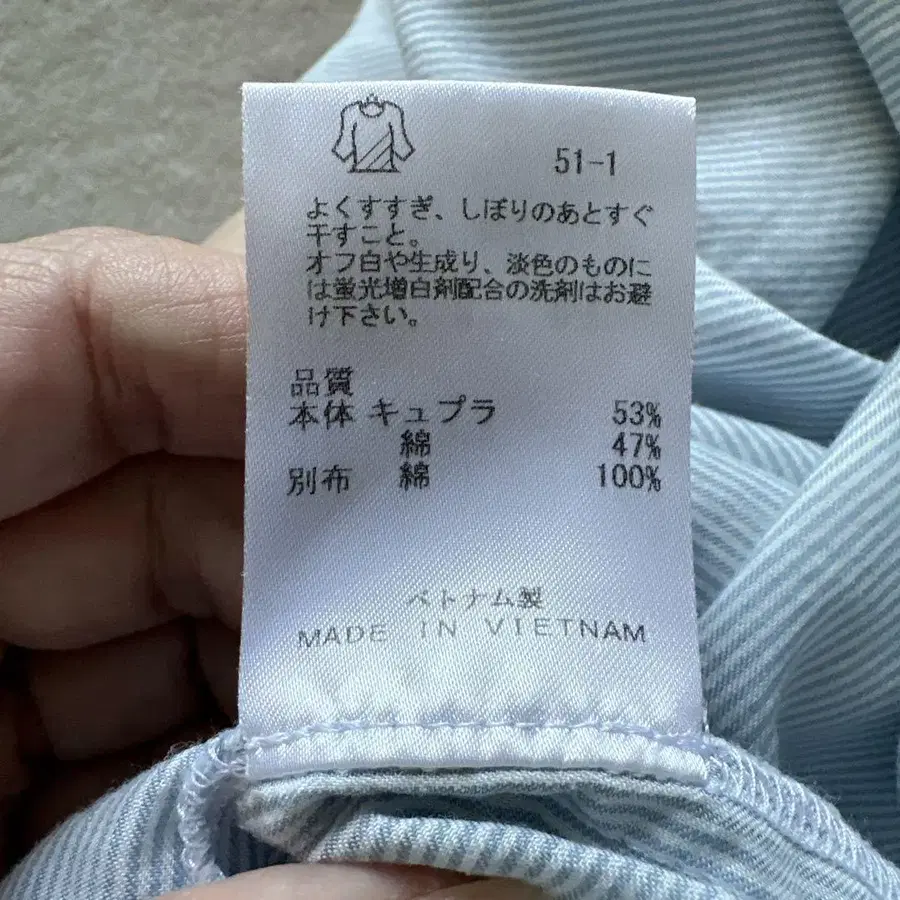 51-1
よくすすぎ、しぼりのあとすぐ
干すこと。
オフ白や生成り、淡色のものに
は蛍光増白剤配合の洗剤はお避
け下さい。
品質
本体 キュプラ 53%
綿 47%
別布 綿 100%
ベトナム製
MADE IN VIETNAM